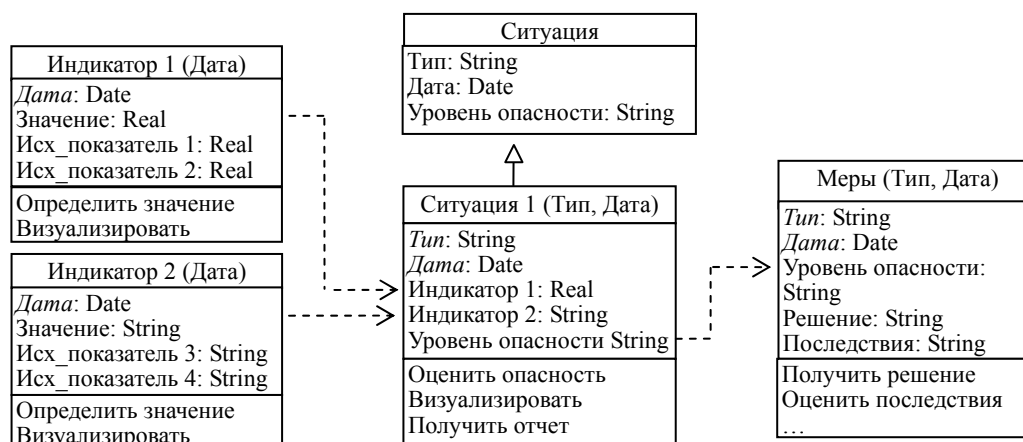 Ситуация
Тип: String
Дата: Date
Уровень опасности: String
Индикатор 1 (Дата)
Дата: Date
Значение: Real
Исх_показатель 1: Real
Исх_показатель 2: Real
Определить значение
Визуализировать
Индикатор 2 (Дата)
Дата: Date
Значение: String
Исх_показатель 3: String
Исх_показатель 4: String
Определить значение
Визуализировать
Ситуация 1 (Тип, Дата)
Тип: String
Дата: Date
Индикатор 1: Real
Индикатор 2: String
Уровень опасности String
Оценить опасность
Визуализировать
Получить отчет
Меры (Тип, Дата)
Тип: String
Дата: Date
Уровень опасности:
String
Решение: String
Последствия: String
Получить решение
Оценить последствия
…